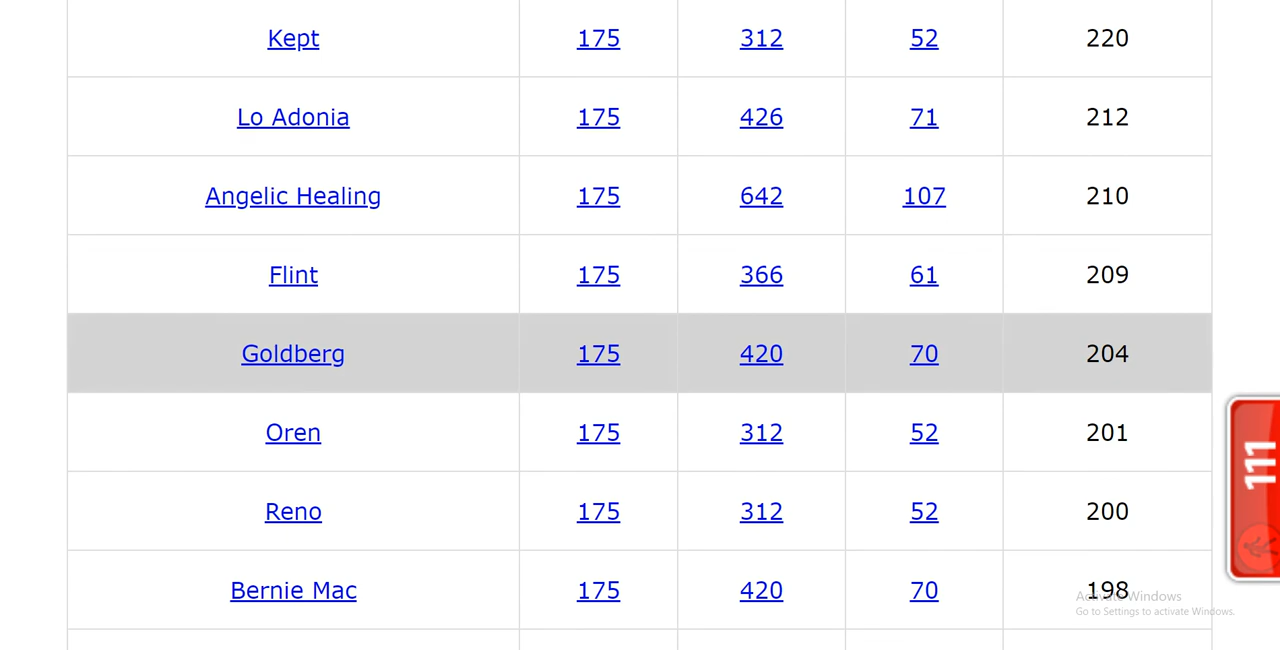 Kept 175 312 52 220
Lo Adonia 175 426 71 212
Angelic Healing 175 642 107 210
Flint 175 366 61 209
Goldberg 175 420 70 204
Oren 175 312 52 201
Reno 175 312 52 200
Bernie Mac 175 420 70 198
111
Activate Windows
Go to Settings to activate Windows.